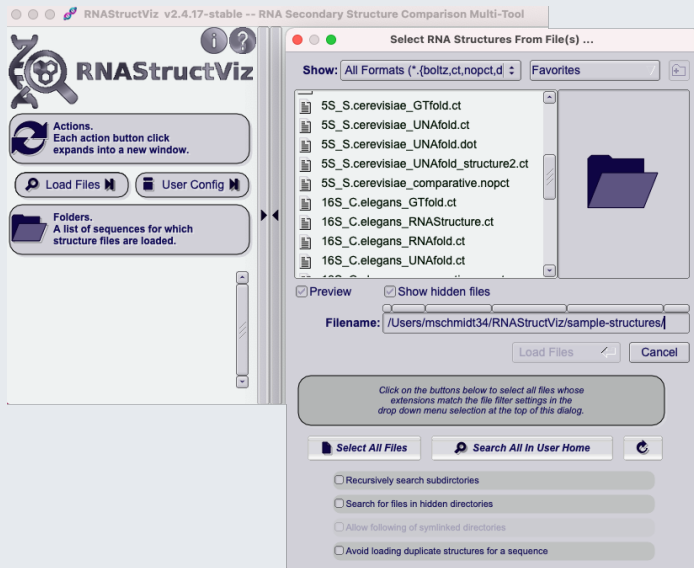 RNAStructViz v2.4.17-stable -- RNA Secondary Structure Comparison Multi-Tool
RNAStructViz
Actions.
Each action button click
expands into a new window.
Load Files
User Config
Folders.
A list of sequences for which
structure files are loaded.
Select RNA Structures From File(s) ...
Show: All Formats (*.{boltz,ct,nopct,d
Favorites
5S_S.cerevisiae_GTfold.ct
5S_S.cerevisiae_UNAfold.ct
5S_S.cerevisiae_UNAfold.dot
5S_S.cerevisiae_UNAfold_structure2.ct
5S_S.cerevisiae_comparative.nopct
16S_C.elegans_GTfold.ct
16S_C.elegans_RNAStructure.ct
16S_C.elegans_RNAfold.ct
16S_C.elegans_UNAfold.ct
Preview
Show hidden files
Filename: /Users/mschmidt34/RNAStructViz/sample-structures/
Load Files
Cancel
Click on the buttons below to select all files whose
extensions match the file filter settings in the
drop down menu selection at the top of this dialog.
Select All Files
Search All In User Home
Recursively search subdirctories
Search for files in hidden directories
Allow following of symlinked directories
Avoid loading duplicate structures for a sequence